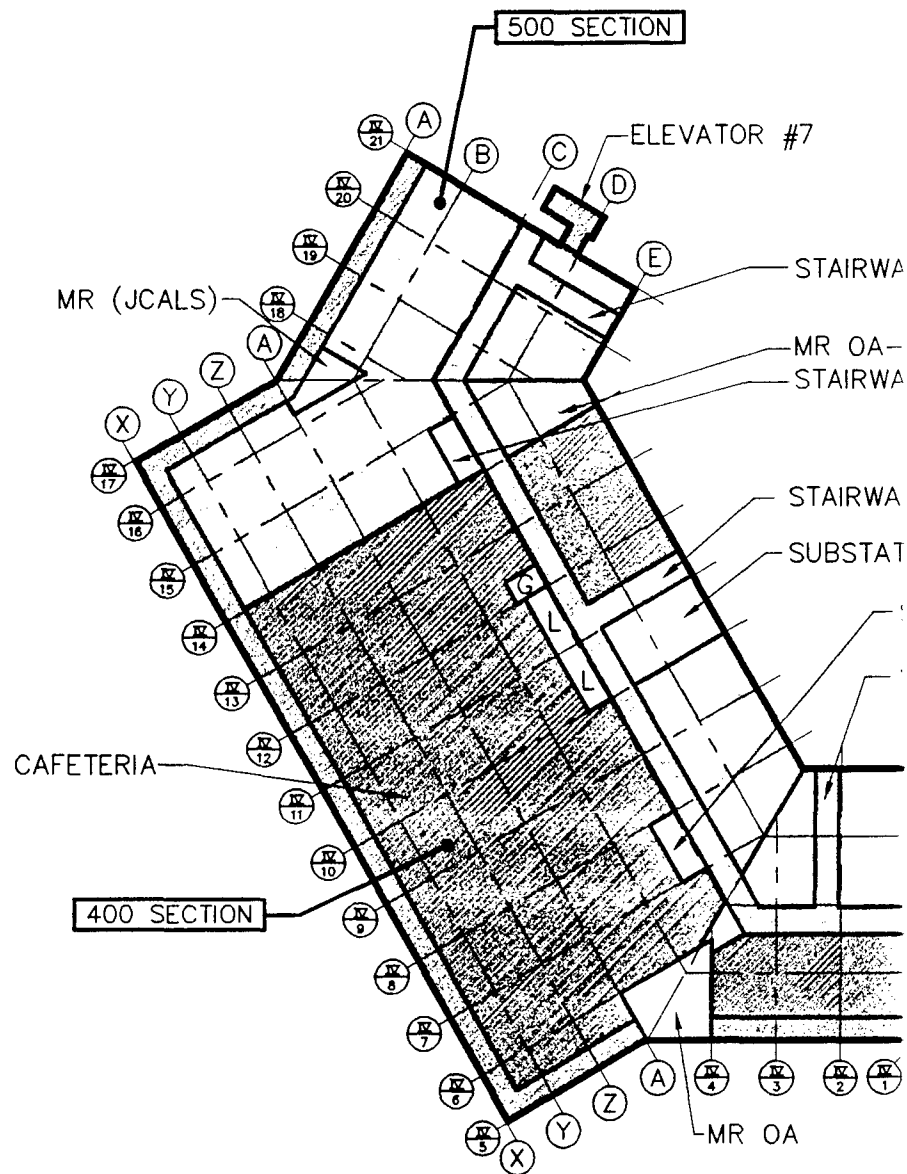 500 SECTION
A
IV 21
B
C
ELEVATOR #7
D
IV 20
IV 19
E
STAIRWA
MR (JCALS)
IV 18
MR OA-
A
STAIRWA
Z
Y
X
IV 17
IV 16
STAIRWA
IV 15
SUBSTAT
G
IV 14
L
L
IV 13
IV 12
CAFETERIA
IV 11
IV 10
400 SECTION
IV 9
IV 8
IV 7
IV 6
A
IV 4
IV 3
IV 2
IV 1
Z
Y
IV 5
MR OA
X